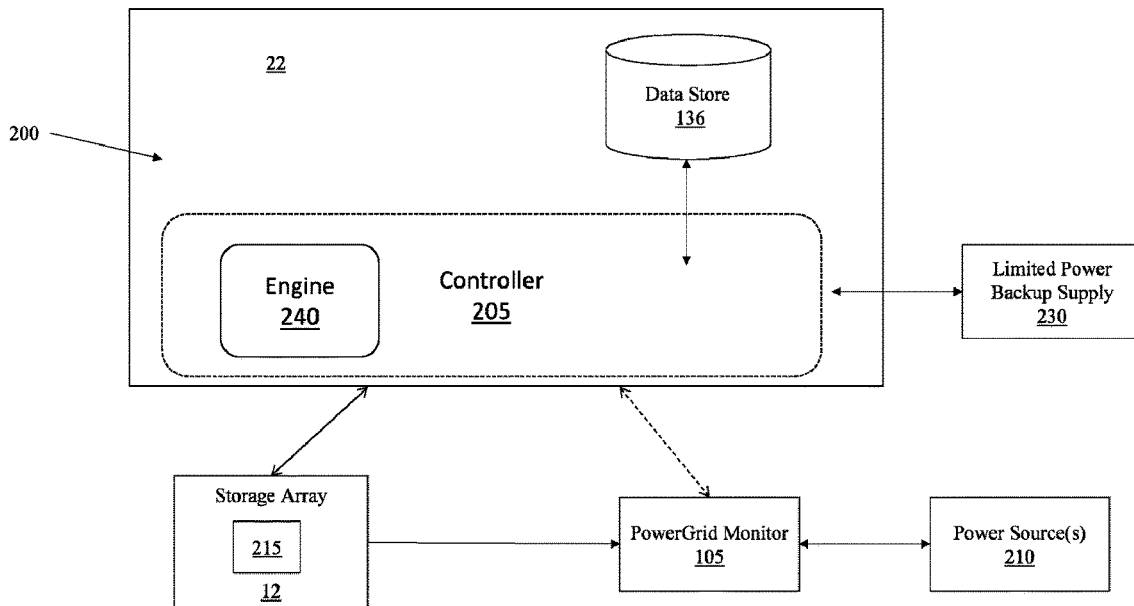 22
Data Store
136
200
Engine
240
Controller
205
Limited Power
Backup Supply
230
Storage Array
215
12
PowerGrid Monitor
105
Power Source(s)
210